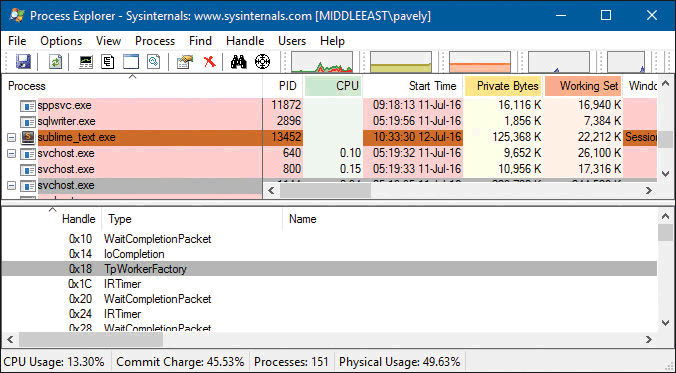 Process Explorer - Sysinternals: www.sysinternals.com [MIDDLEEAST\pavely]
File Options View Process Find Handle Users Help
Process PID CPU Start Time Private Bytes Working Set Windo
sppsvc.exe 11872 09:18:13 11-Jul-16 16,116 K 16,940 K
sqlwriter.exe 2896 05:19:56 11-Jul-16 1,856 K 7,384 K
sublime_text.exe 13452 10:33:30 12-Jul-16 125,368 K 22,212 K Session
svchost.exe 640 0.10 05:19:32 11-Jul-16 9,652 K 26,100 K
svchost.exe 800 0.15 05:19:33 11-Jul-16 10,956 K 17,316 K
svchost.exe
Handle Type Name
0x10 WaitCompletionPacket
0x14 IoCompletion
0x18 TpWorkerFactory
0x1C IRTimer
0x20 WaitCompletionPacket
0x24 IRTimer
0x28 WaitCompletionPacket
CPU Usage: 13.30% Commit Charge: 45.53% Processes: 151 Physical Usage: 49.63%